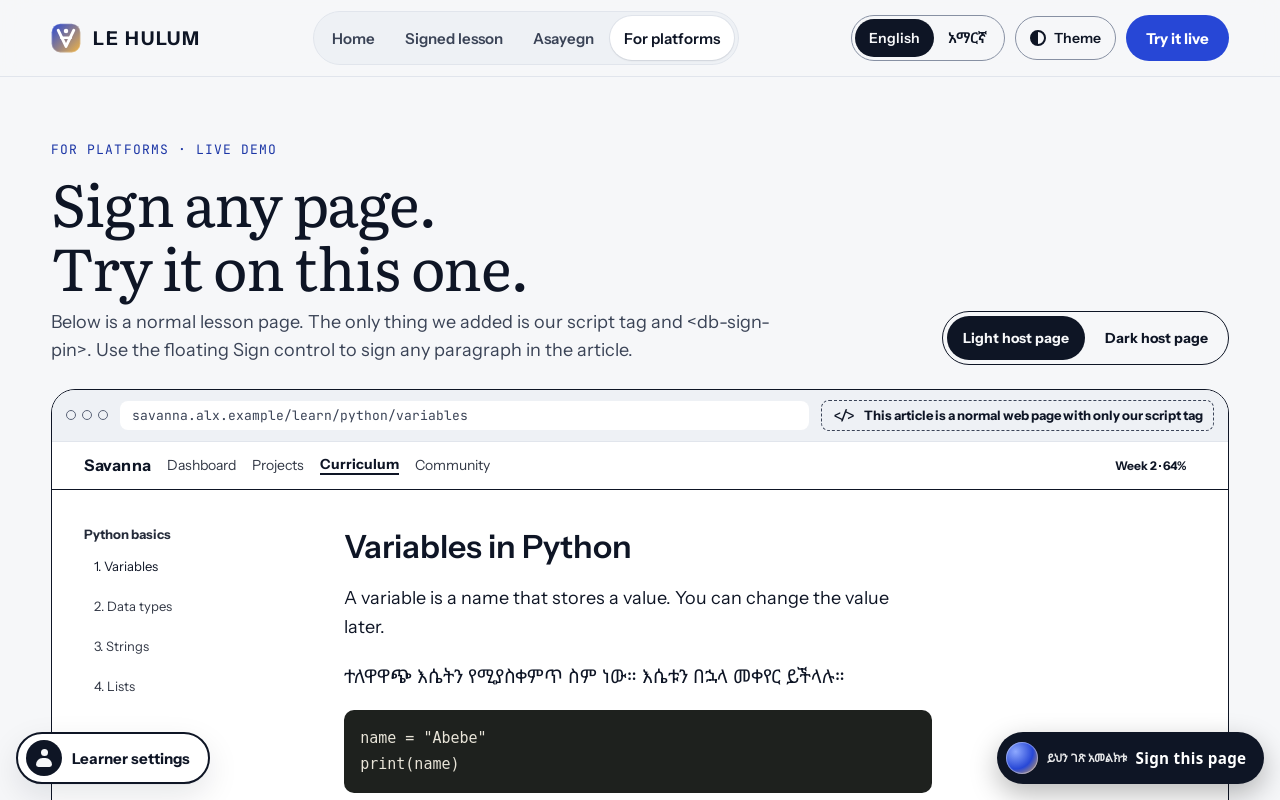 LE HULUM
Home Signed lesson Asayegn For platforms
English አማርኛ Theme Try it live
FOR PLATFORMS · LIVE DEMO
Sign any page.
Try it on this one.
Below is a normal lesson page. The only thing we added is our script tag and <db-sign-
pin>. Use the floating Sign control to sign any paragraph in the article.
Light host page Dark host page
savanna.alx.example/learn/python/variables
</> This article is a normal web page with only our script tag
Savanna Dashboard Projects Curriculum Community Week 2 · 64%
Python basics
1. Variables
2. Data types
3. Strings
4. Lists
Variables in Python
A variable is a name that stores a value. You can change the value
later.
ተለዋዋጭ እሴትን የሚያስቀምጥ ስም ነው። እሴቱን በኋላ መቀየር ይችላሉ።
name = "Abebe"
print(name)
Learner settings
ይህን ገጽ አመልክቱ Sign this page